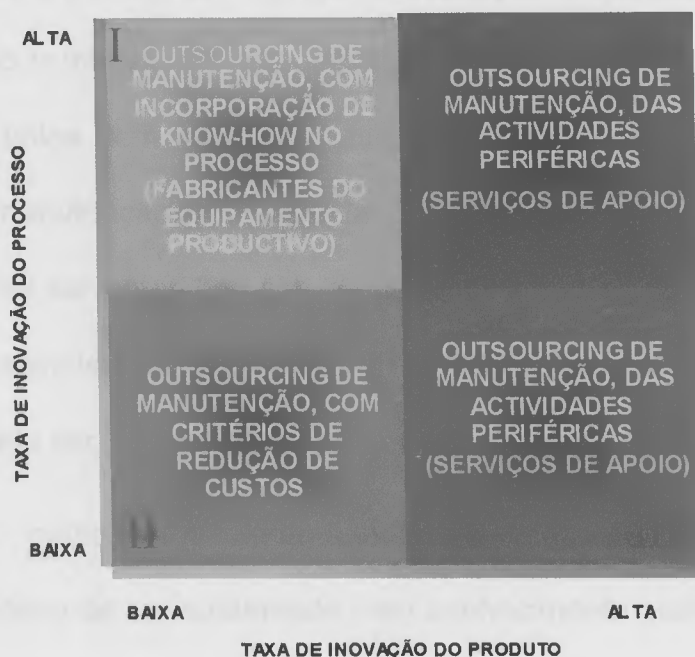 ALTA
I
OUTSOURCING DE
MANUTENÇÃO, COM
INCORPORAÇÃO DE
KNOW-HOW NO
PROCESSO
(FABRICANTES DO
EQUIPAMENTO
PRODUCTIVO)
OUTSOURCING DE
MANUTENÇÃO, DAS
ACTIVIDADES
PERIFÉRICAS
(SERVIÇOS DE APOIO)
TAXA DE INOVAÇÃO DO PROCESSO
OUTSOURCING DE
MANUTENÇÃO, COM
CRITÉRIOS DE
REDUÇÃO DE
CUSTOS
II
OUTSOURCING DE
MANUTENÇÃO, DAS
ACTIVIDADES
PERIFÉRICAS
(SERVIÇOS DE APOIO)
BAIXA
BAIXA
ALTA
TAXA DE INOVAÇÃO DO PRODUTO